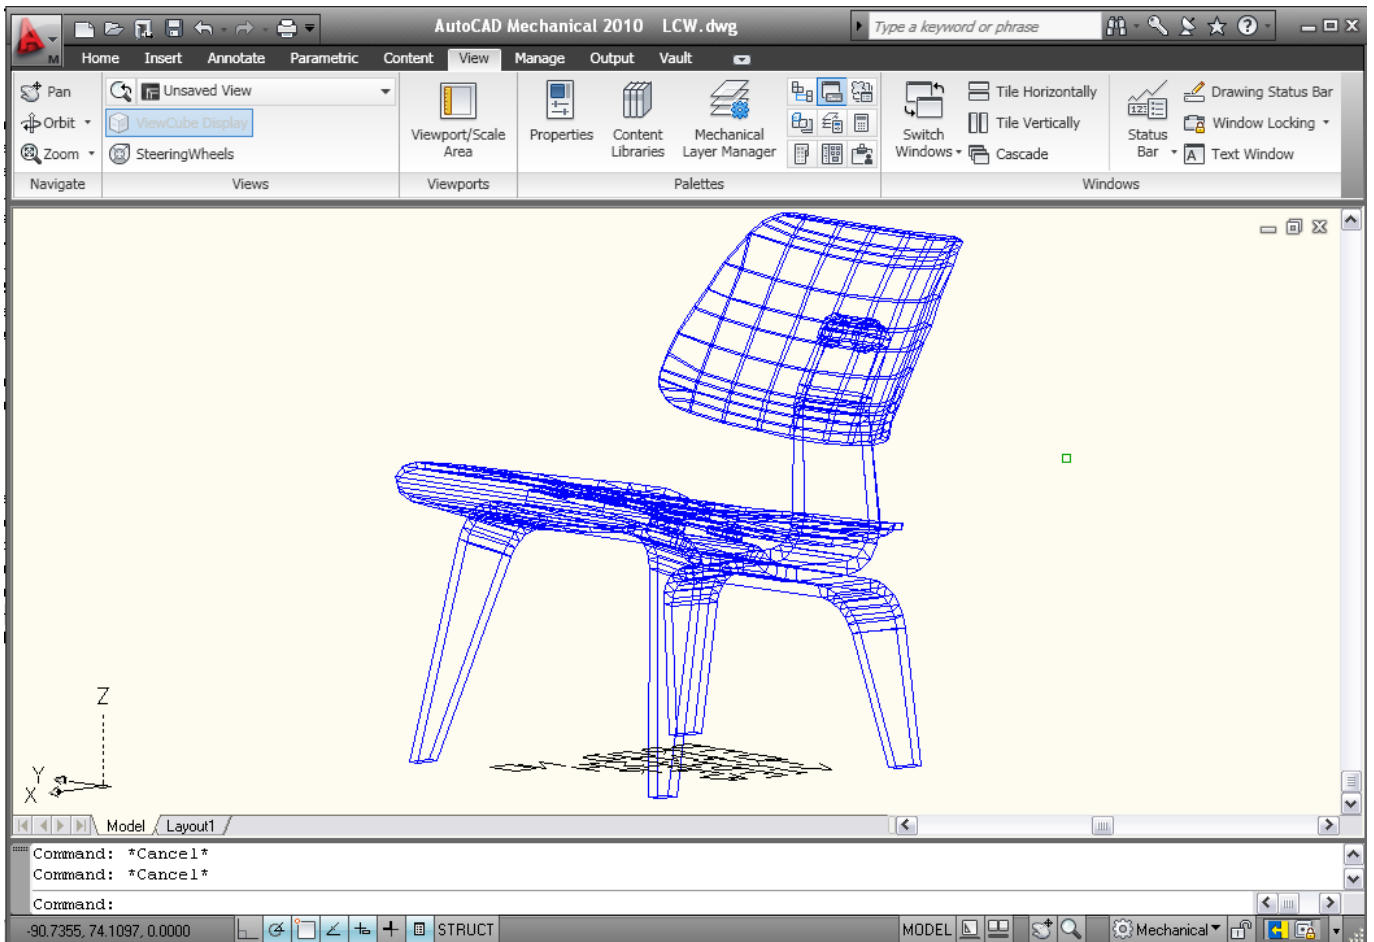 AutoCAD Mechanical 2010 LCW.dwg
Type a keyword or phrase
M
Home Insert Annotate Parametric Content View Manage Output Vault
Pan
Orbit
Zoom
Navigate
Unsaved View
ViewCube Display
SteeringWheels
Views
Viewport/Scale
Area
Viewports
Properties
Content
Libraries
Mechanical
Layer Manager
Palettes
Switch
Windows
Tile Horizontally
Tile Vertically
Cascade
Status
Bar
Drawing Status Bar
Window Locking
Text Window
Windows
Z
Y
X
Model Layout1
Command: *Cancel*
Command: *Cancel*
Command:
-90.7355, 74.1097, 0.0000 STRUCT MODEL Mechanical